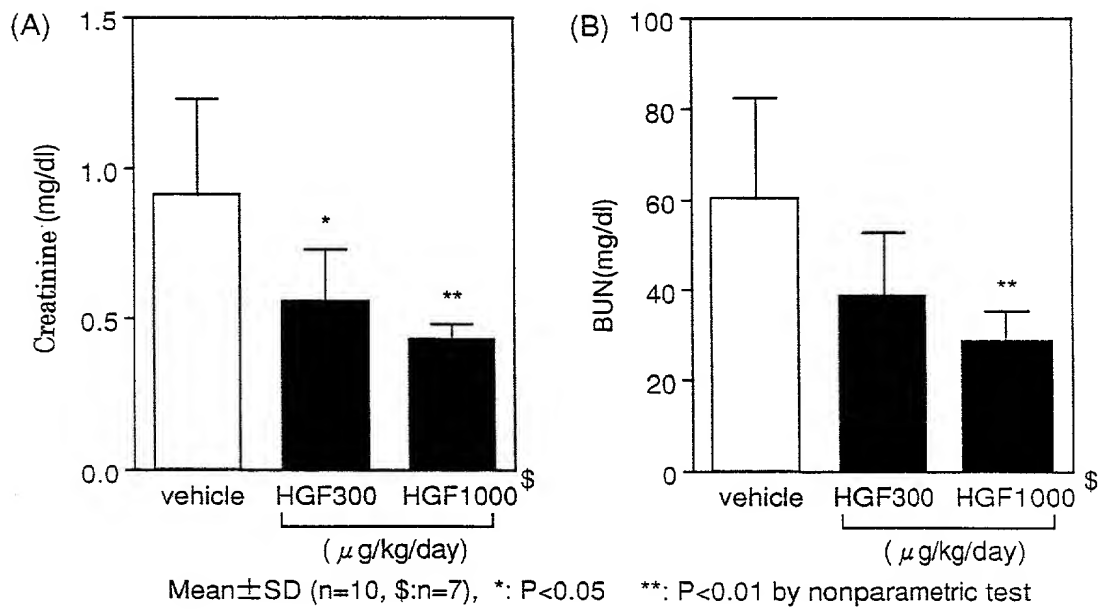 (A)
1.5
1.0
0.5
0.0
Creatinine (mg/dl)
*
**
vehicle HGF300 HGF1000 $
(μg/kg/day)
(B)
100
80
60
40
20
0
BUN(mg/dl)
**
vehicle HGF300 HGF1000 $
(μg/kg/day)
Mean±SD (n=10, $:n=7), *: P<0.05 **: P<0.01 by nonparametric test